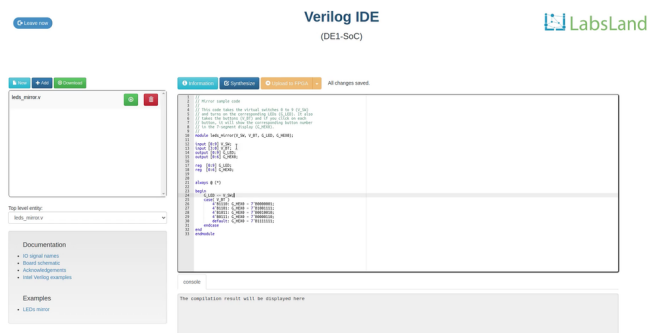 Leave now
Verilog IDE
(DE1-SoC)
LabsLand
New
Add
Download
Information
Synthesize
Upload to FPGA
All changes saved.
leds_mirror.v
// Mirror sample code
// This code takes the virtual switches 0 to 9 (V_SW)
// and turns on the corresponding LEDs (G_LED). It also
// takes the buttons (V_BT) and if you click on each
// button, it will show the corresponding button number
// in the 7-segment display (G_HEX0).
module leds_mirror(V_SW, V_BT, G_LED, G_HEX0);
input [9:0] V_SW;
input [3:0] V_BT;
output [9:0] G_LED;
output [6:0] G_HEX0;
reg [9:0] G_LED;
reg [6:0] G_HEX0;
always @ (*)
begin
case( V_BT )
endcase
end
endmodule
Top level entity:
leds_mirror.v
Documentation
IO signal names
Board schematic
Acknowledgements
Intel Verilog examples
Examples
LEDs mirror
console
The compilation result will be displayed here